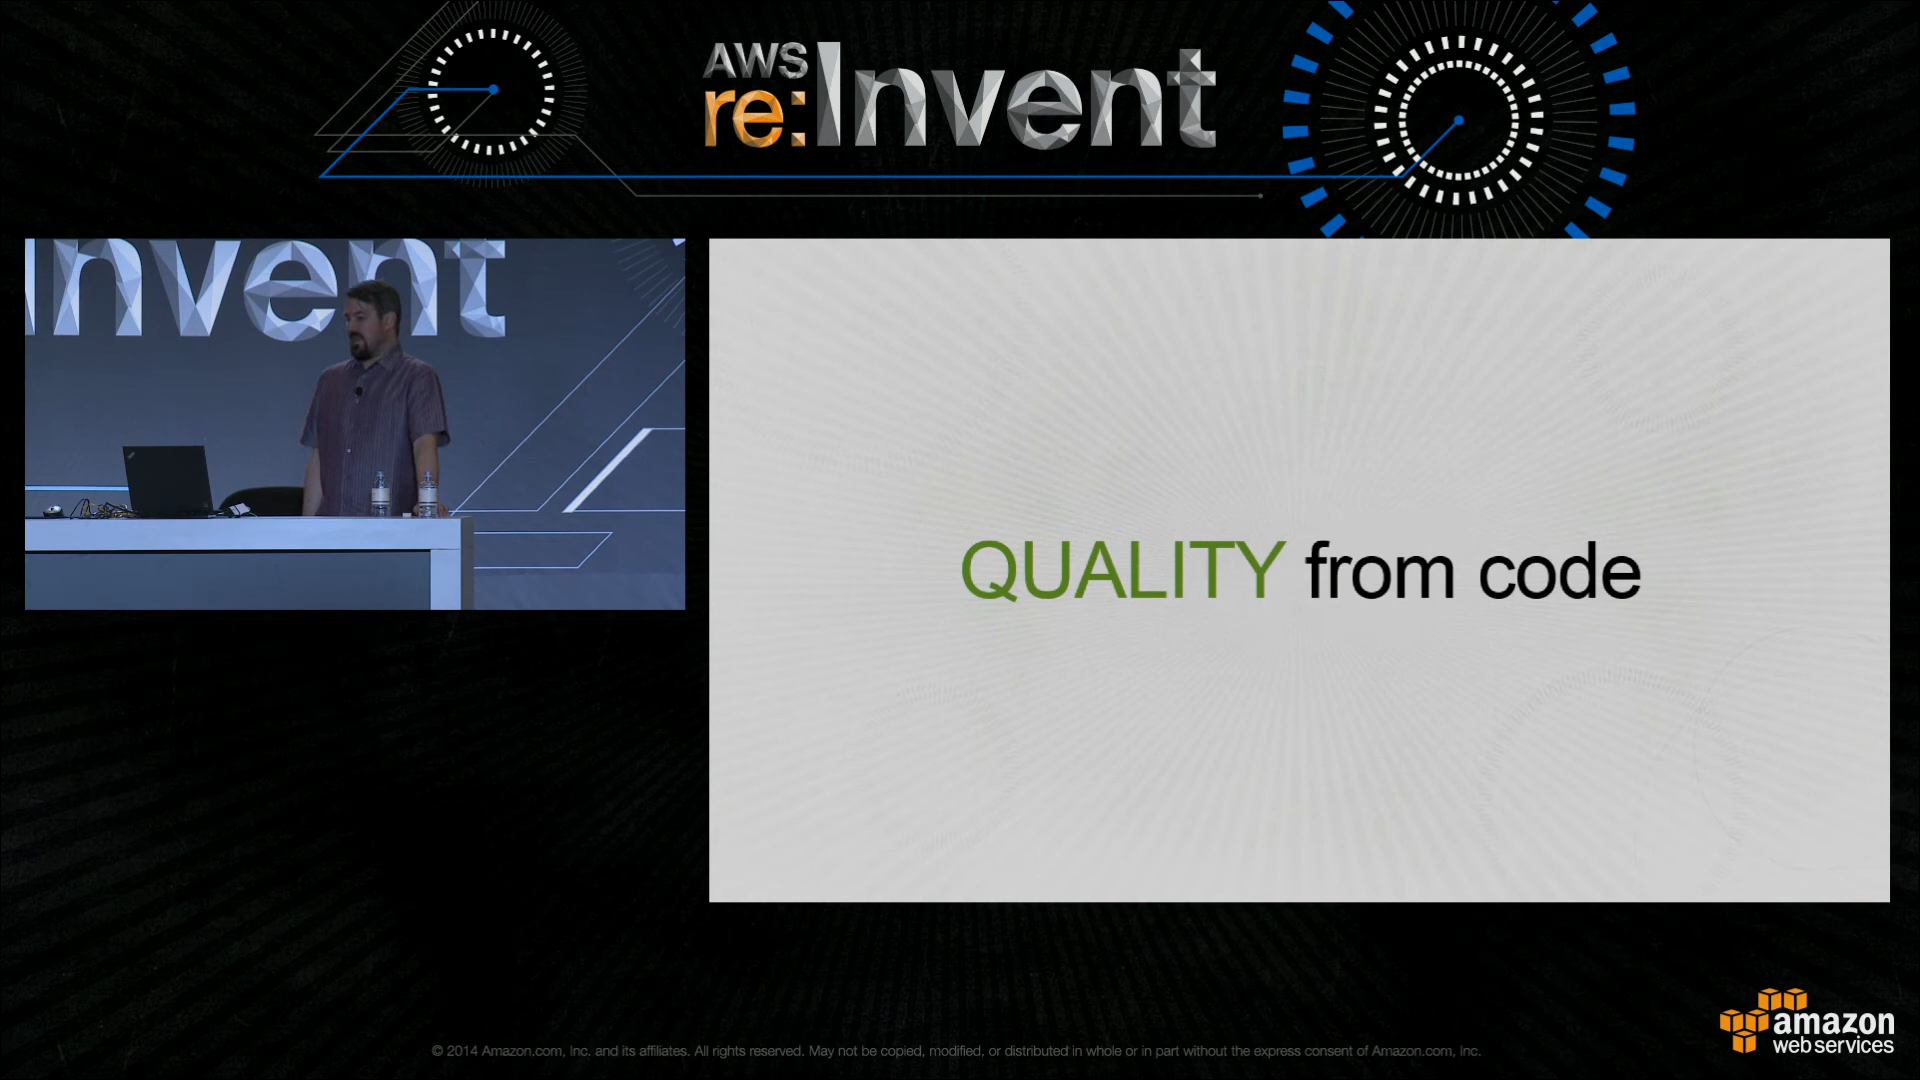 AWS
re:Invent
Invent
QUALITY from code
amazon
web services
© 2014 Amazon.com, Inc. and its affiliates. All rights reserved. May not be copied, modified, or distributed in whole or in part without the express consent of Amazon.com, Inc.